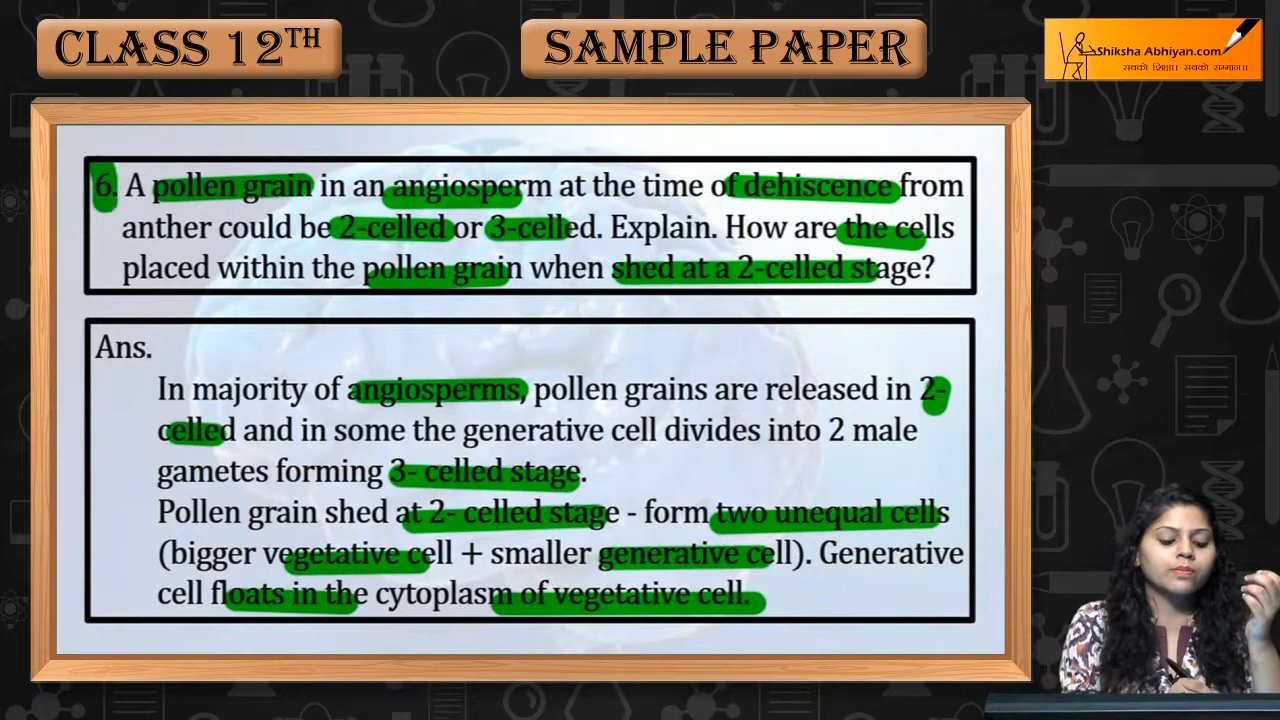 CLASS 12TH
SAMPLE PAPER
Shiksha Abhiyan.com
सबको शिक्षा। सबको सम्मान।।
6. A pollen grain in an angiosperm at the time of dehiscence from
anther could be 2-celled or 3-celled. Explain. How are the cells
placed within the pollen grain when shed at a 2-celled stage?
Ans.
In majority of angiosperms, pollen grains are released in 2-
celled and in some the generative cell divides into 2 male
gametes forming 3- celled stage.
Pollen grain shed at 2- celled stage - form two unequal cells
(bigger vegetative cell + smaller generative cell). Generative
cell floats in the cytoplasm of vegetative cell.